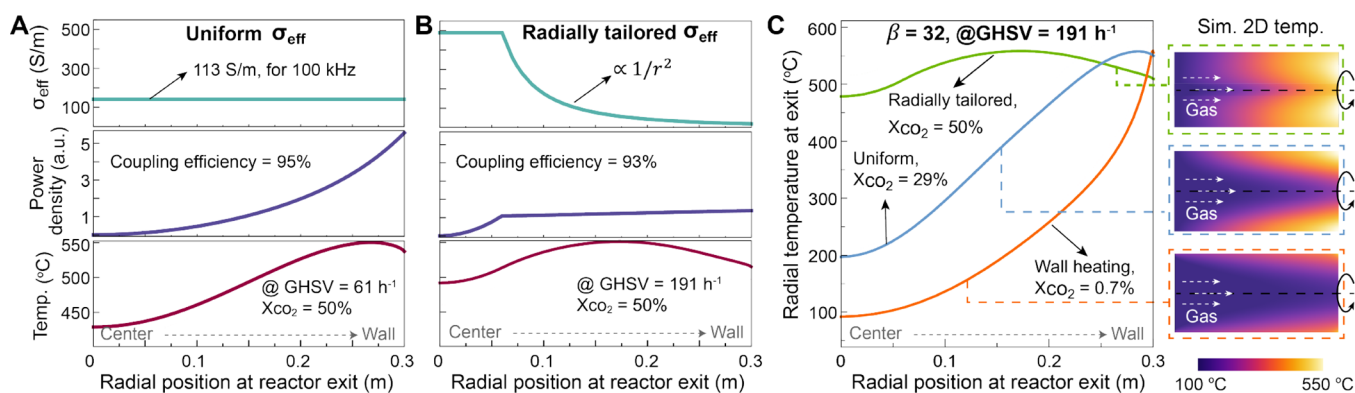 A
Uniform σeff
σeff (S/m)
500
300
100
113 S/m, for 100 kHz
Power
density (a.u.)
5
3
1
Coupling efficiency = 95%
Temp. (°C)
550
500
450
@ GHSV = 61 h-1
XCO2 = 50%
Center
Wall
0
0.1
0.2
0.3
Radial position at reactor exit (m)
B
Radially tailored σeff
∝ 1/r2
Coupling efficiency = 93%
@ GHSV = 191 h-1
XCO2 = 50%
Center
Wall
0
0.1
0.2
0.3
Radial position at reactor exit (m)
C
β = 32, @GHSV = 191 h-1
Radial temperature at exit (°C)
600
500
400
300
200
100
Radially tailored,
XCO2 = 50%
Uniform,
XCO2 = 29%
Wall heating,
XCO2 = 0.7%
Center
Wall
0
0.1
0.2
0.3
Radial position at reactor exit (m)
Sim. 2D temp.
Gas
Gas
Gas
100 °C
550 °C